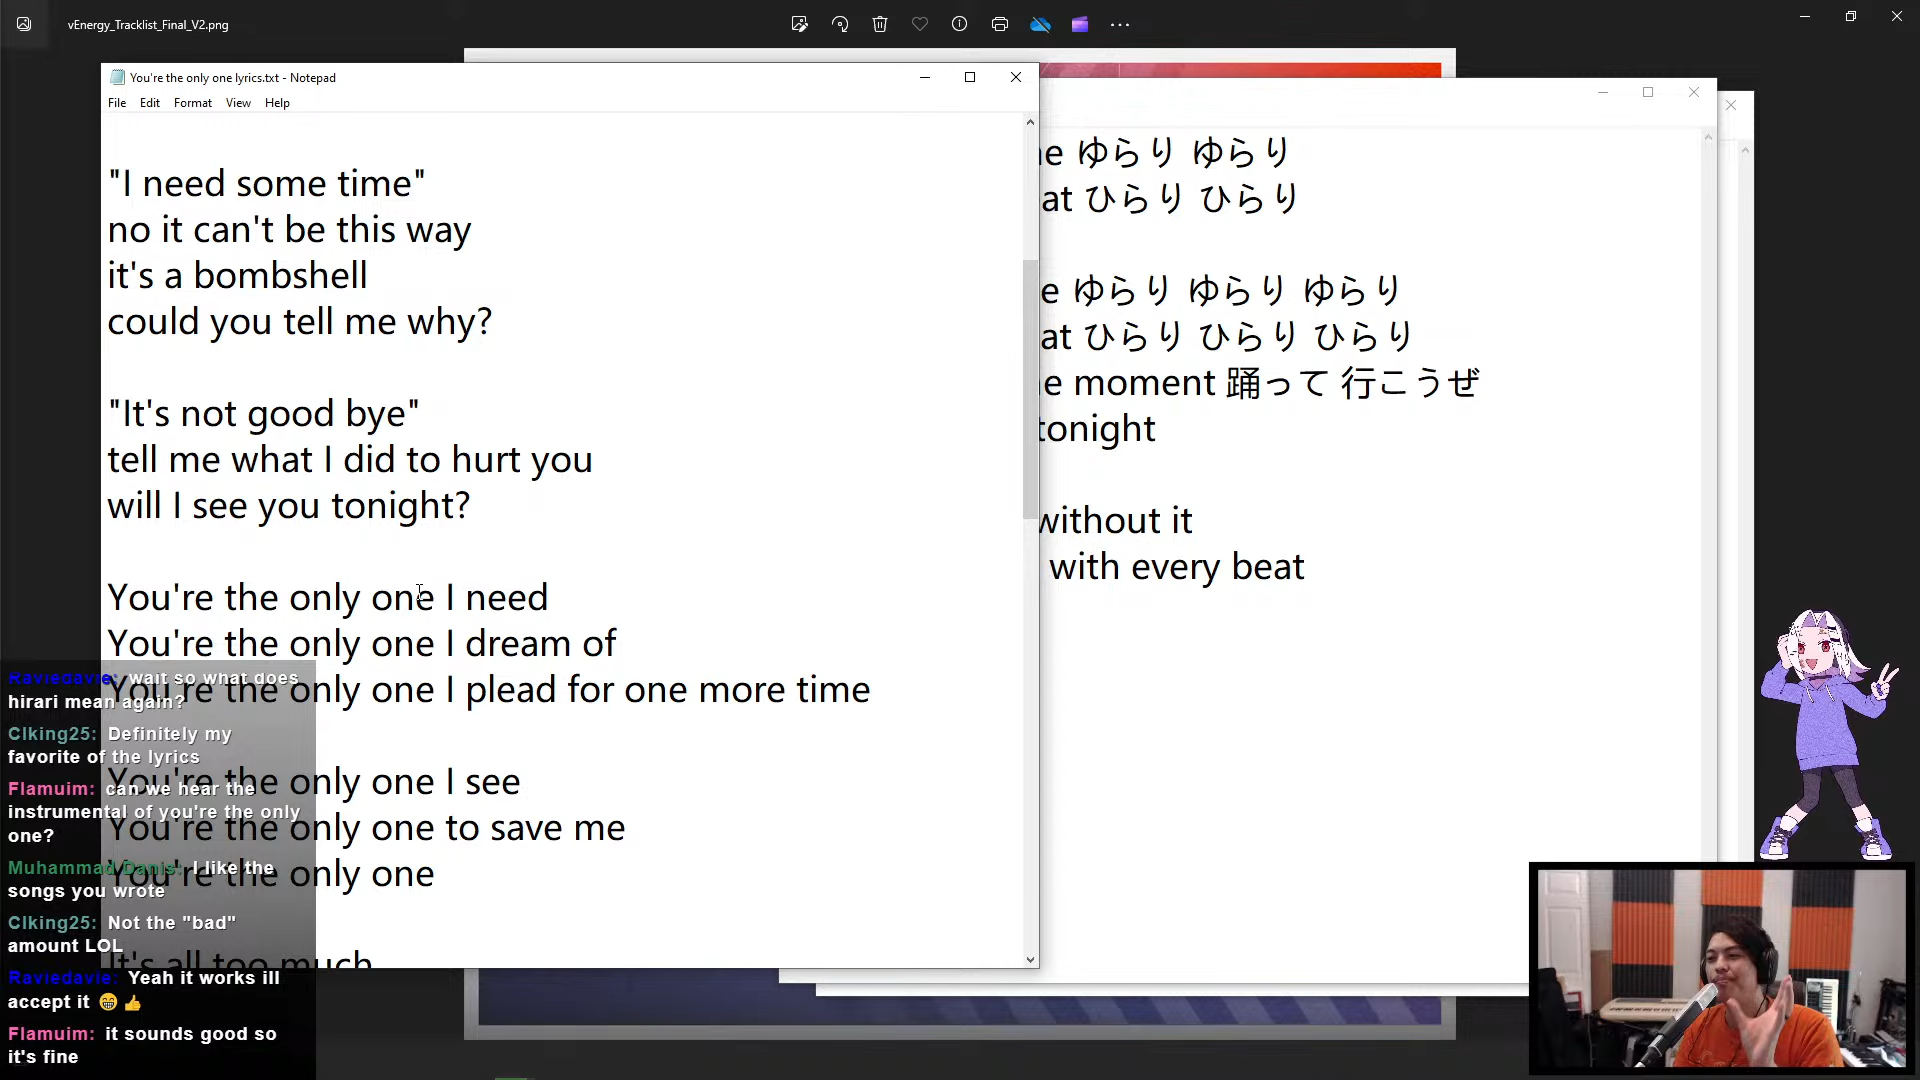 vEnergy_Tracklist_Final_V2.png
You're the only one lyrics.txt - Notepad
File Edit Format View Help
"I need some time"
no it can't be this way
it's a bombshell
could you tell me why?
"It's not good bye"
tell me what I did to hurt you
will I see you tonight?
You're the only one I need
You're the only one I dream of
You're the only one I plead for one more time
You're the only one I see
You're the only one to save me
You're the only one
It's all too much
ゆらり ゆらり
at ひらり ひらり
ゆらり ゆらり ゆらり
at ひらり ひらり ひらり
moment 踊って 行こうぜ
tonight
without it
with every beat
Raviedavie: wait so what does
hirari mean again?
Clking25: Definitely my
favorite of the lyrics
Flamuim: can we hear the
instrumental of you're the only
one?
Muhammad Danis: I like the
songs you wrote
Clking25: Not the "bad"
amount LOL
Raviedavie: Yeah it works ill
accept it 😁 👍
Flamuim: it sounds good so
it's fine